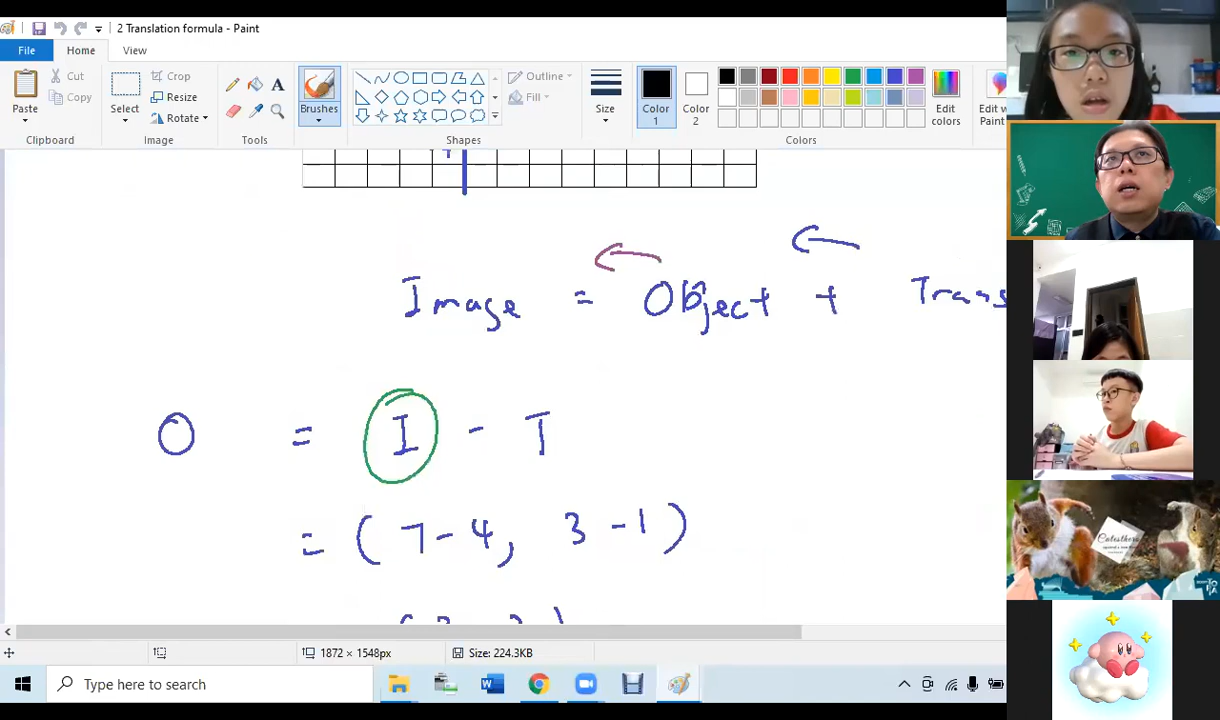 2 Translation formula - Paint
File Home View
Paste Cut Copy Select Crop Resize Rotate Brushes Outline Fill Size Color 1 Color 2 Edit colors Edit w Paint
Clipboard Image Tools Shapes Colors
Image = Object + Trans
O = I - T
= ( 7 - 4, 3 - 1 )
1872 × 1548px Size: 224.3KB
Type here to search